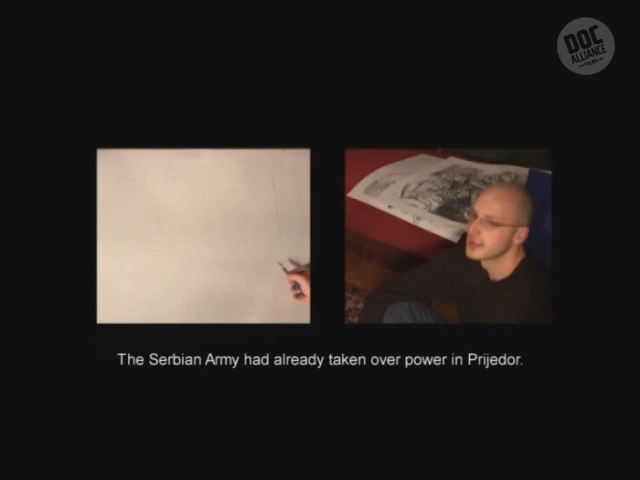 DOC
ALLIANCE
FILMS
The Serbian Army had already taken over power in Prijedor.